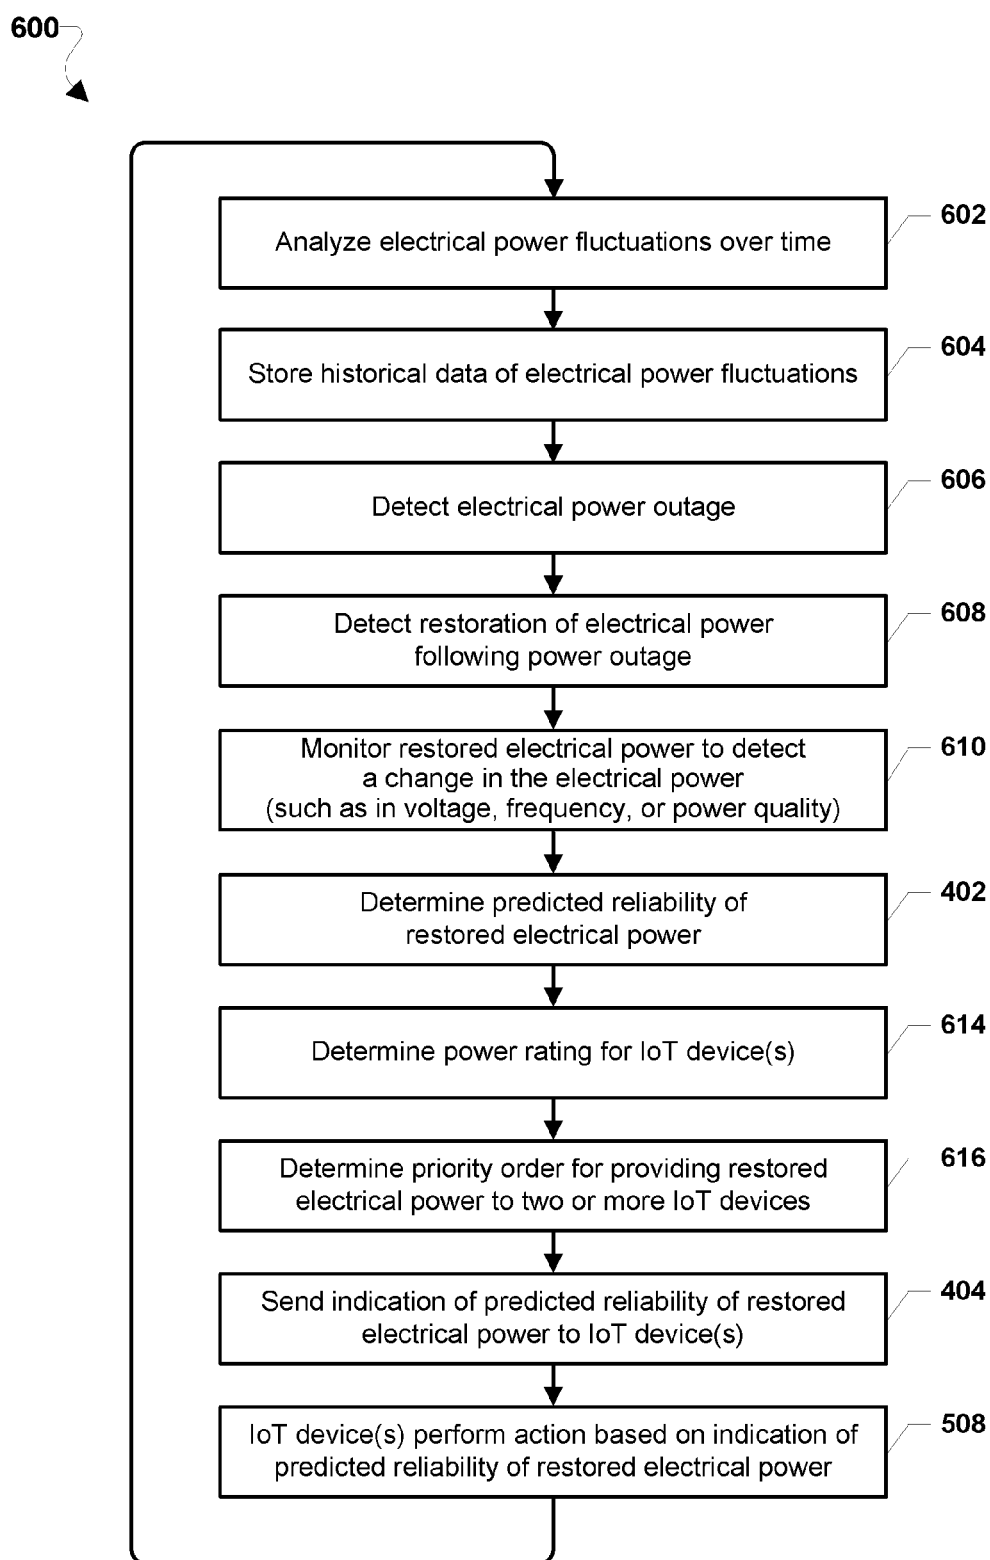 600
Analyze electrical power fluctuations over time
602
Store historical data of electrical power fluctuations
604
Detect electrical power outage
606
Detect restoration of electrical power
following power outage
608
Monitor restored electrical power to detect
a change in the electrical power
(such as in voltage, frequency, or power quality)
610
Determine predicted reliability of
restored electrical power
402
Determine power rating for IoT device(s)
614
Determine priority order for providing restored
electrical power to two or more IoT devices
616
Send indication of predicted reliability of restored
electrical power to IoT device(s)
404
IoT device(s) perform action based on indication of
predicted reliability of restored electrical power
508